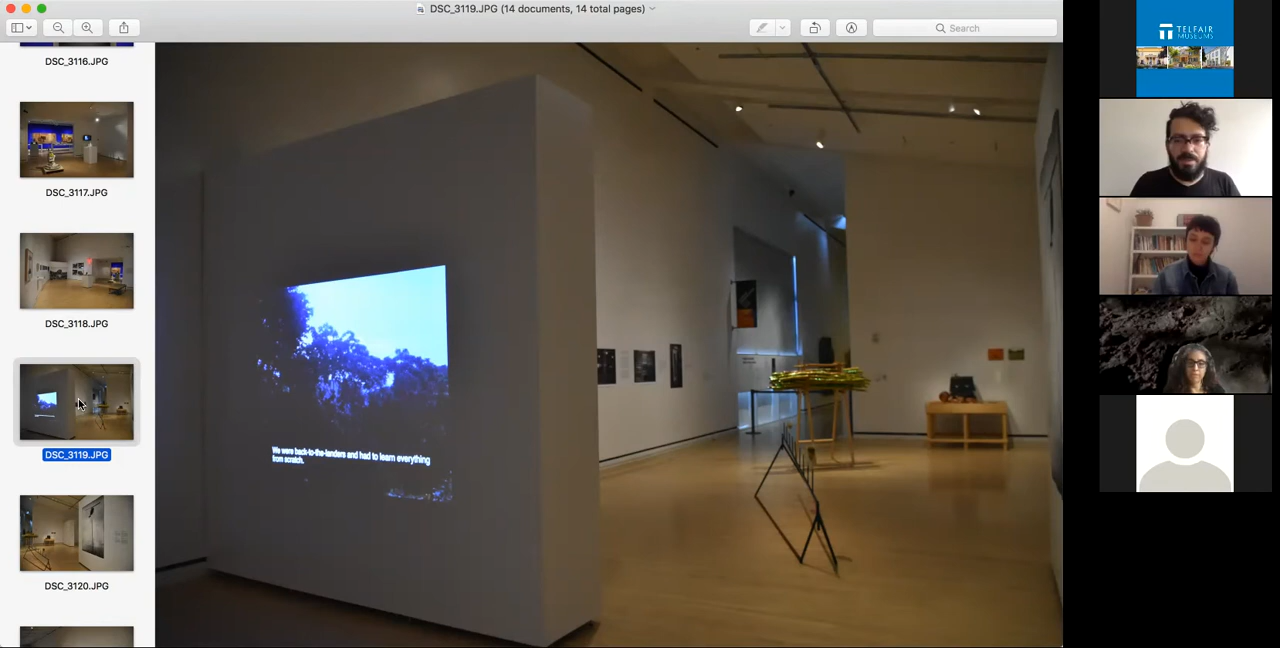 DSC_3119.JPG (14 documents, 14 total pages)
Search
DSC_3116.JPG
DSC_3117.JPG
DSC_3118.JPG
DSC_3119.JPG
DSC_3120.JPG
We were back-to-the-landers and had to learn everything
from scratch.
TELFAIR
MUSEUMS